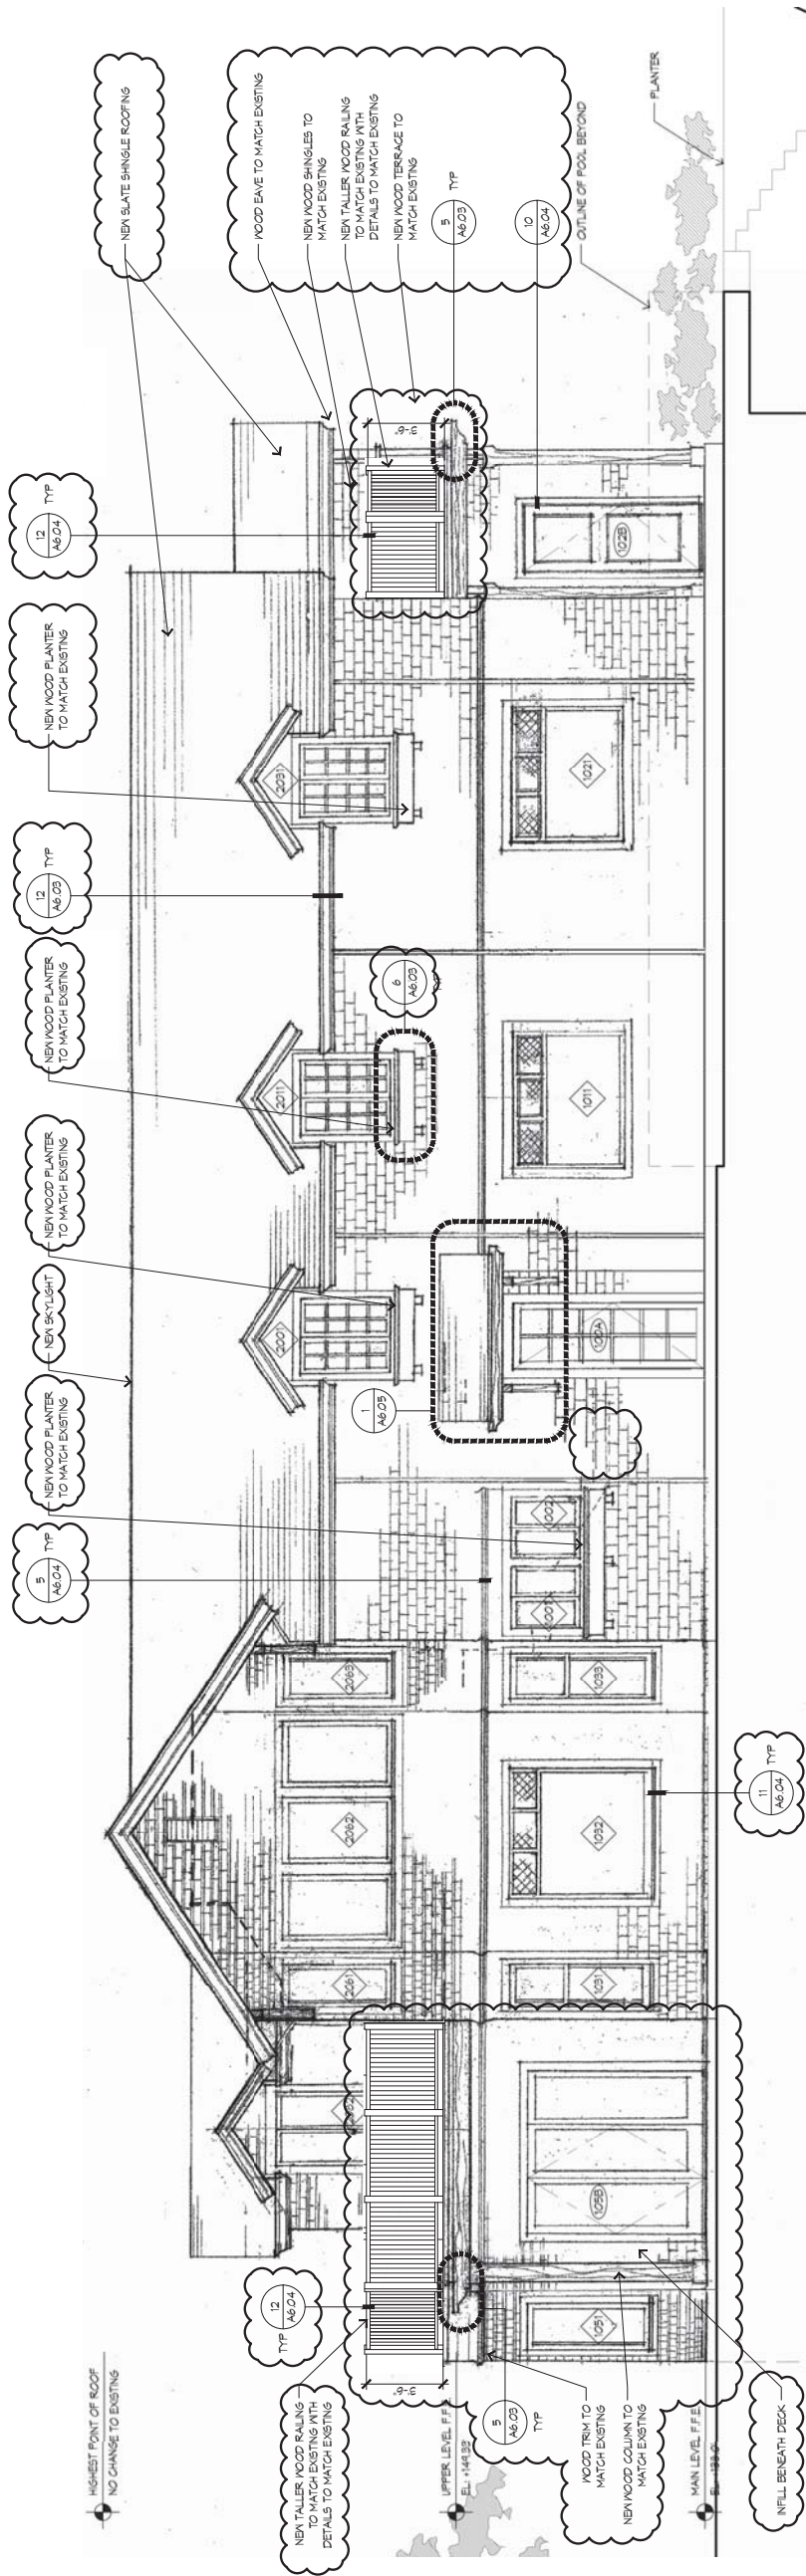 HIGHEST POINT OF ROOF
NO CHANGE TO EXISTING
NEW TALLER WOOD RAILING
TO MATCH EXISTING WITH
DETAILS TO MATCH EXISTING
TYP
12
A6.04
3'-6"
UPPER LEVEL F.F.E
EL: +149.33'
5
A6.03
TYP
WOOD TRIM TO
MATCH EXISTING
NEW WOOD COLUMN TO
MATCH EXISTING
MAIN LEVEL F.F.E
INFILL BENEATH DECK
1051
105B
2061
2062
2063
1031
1032
1033
11
A6.04
TYP
5
A6.04
TYP
NEW WOOD PLANTER
TO MATCH EXISTING
NEW SKYLIGHT
NEW WOOD PLANTER
TO MATCH EXISTING
NEW WOOD PLANTER
TO MATCH EXISTING
12
A6.03
TYP
NEW WOOD PLANTER
TO MATCH EXISTING
12
A6.04
TYP
1001
1002
1
A6.05
2001
100A
2011
6
A6.03
TYP
1011
2031
1021
102B
3'-6"
NEW SLATE SHINGLE ROOFING
WOOD EAVE TO MATCH EXISTING
NEW WOOD SHINGLES TO
MATCH EXISTING
NEW TALLER WOOD RAILING
TO MATCH EXISTING WITH
DETAILS TO MATCH EXISTING
NEW WOOD TERRACE TO
MATCH EXISTING
5
A6.03
TYP
10
A6.04
OUTLINE OF POOL BEYOND
PLANTER